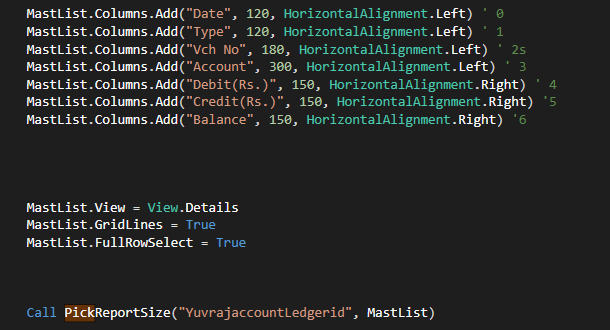 MastList.Columns.Add("Date", 120, HorizontalAlignment.Left) ' 0
MastList.Columns.Add("Type", 120, HorizontalAlignment.Left) ' 1
MastList.Columns.Add("Vch No", 180, HorizontalAlignment.Left) ' 2s
MastList.Columns.Add("Account", 300, HorizontalAlignment.Left) ' 3
MastList.Columns.Add("Debit(Rs.)", 150, HorizontalAlignment.Right) ' 4
MastList.Columns.Add("Credit(Rs.)", 150, HorizontalAlignment.Right) '5
MastList.Columns.Add("Balance", 150, HorizontalAlignment.Right) '6
MastList.View = View.Details
MastList.GridLines = True
MastList.FullRowSelect = True
Call PickReportSize("YuvrajaccountLedgerid", MastList)